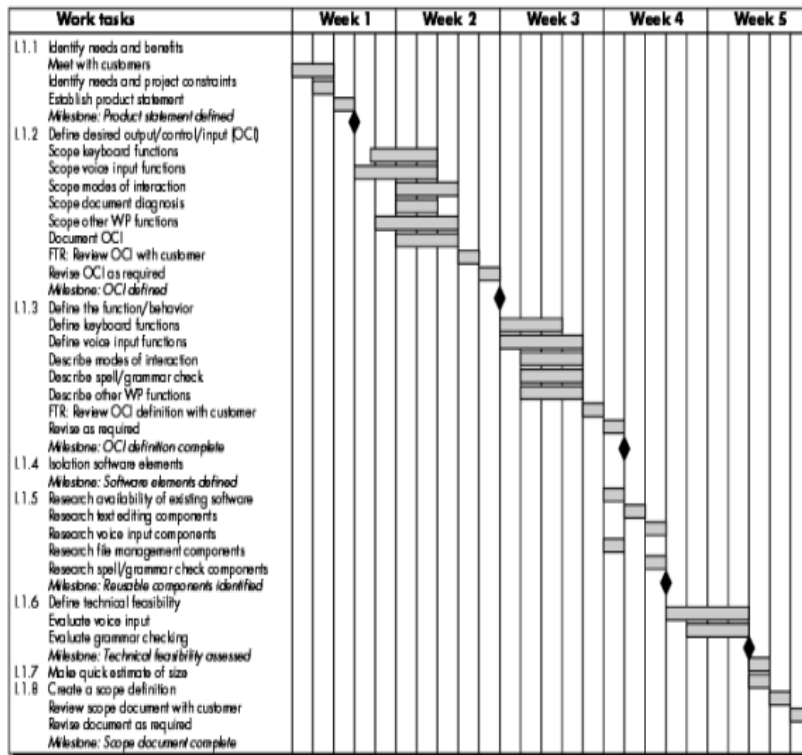 Work tasks Week 1 Week 2 Week 3 Week 4 Week 5
I.1.1 Identify needs and benefits
Meet with customers
Identify needs and project constraints
Establish product statement
Milestone: Product statement defined
I.1.2 Define desired output/control/input (OCI)
Scope keyboard functions
Scope voice input functions
Scope modes of interaction
Scope document diagnosis
Scope other WP functions
Document OCI
FTR: Review OCI with customer
Revise OCI as required
Milestone: OCI defined
I.1.3 Define the function/behavior
Define keyboard functions
Define voice input functions
Describe modes of interaction
Describe spell/grammar check
Describe other WP functions
FTR: Review OCI definition with customer
Revise as required
Milestone: OCI definition complete
I.1.4 Isolation software elements
Milestone: Software elements defined
I.1.5 Research availability of existing software
Research text editing components
Research voice input components
Research file management components
Research spell/grammar check components
Milestone: Reusable components identified
I.1.6 Define technical feasibility
Evaluate voice input
Evaluate grammar checking
Milestone: Technical feasibility assessed
I.1.7 Make quick estimate of size
I.1.8 Create a scope definition
Review scope document with customer
Revise document as required
Milestone: Scope document complete